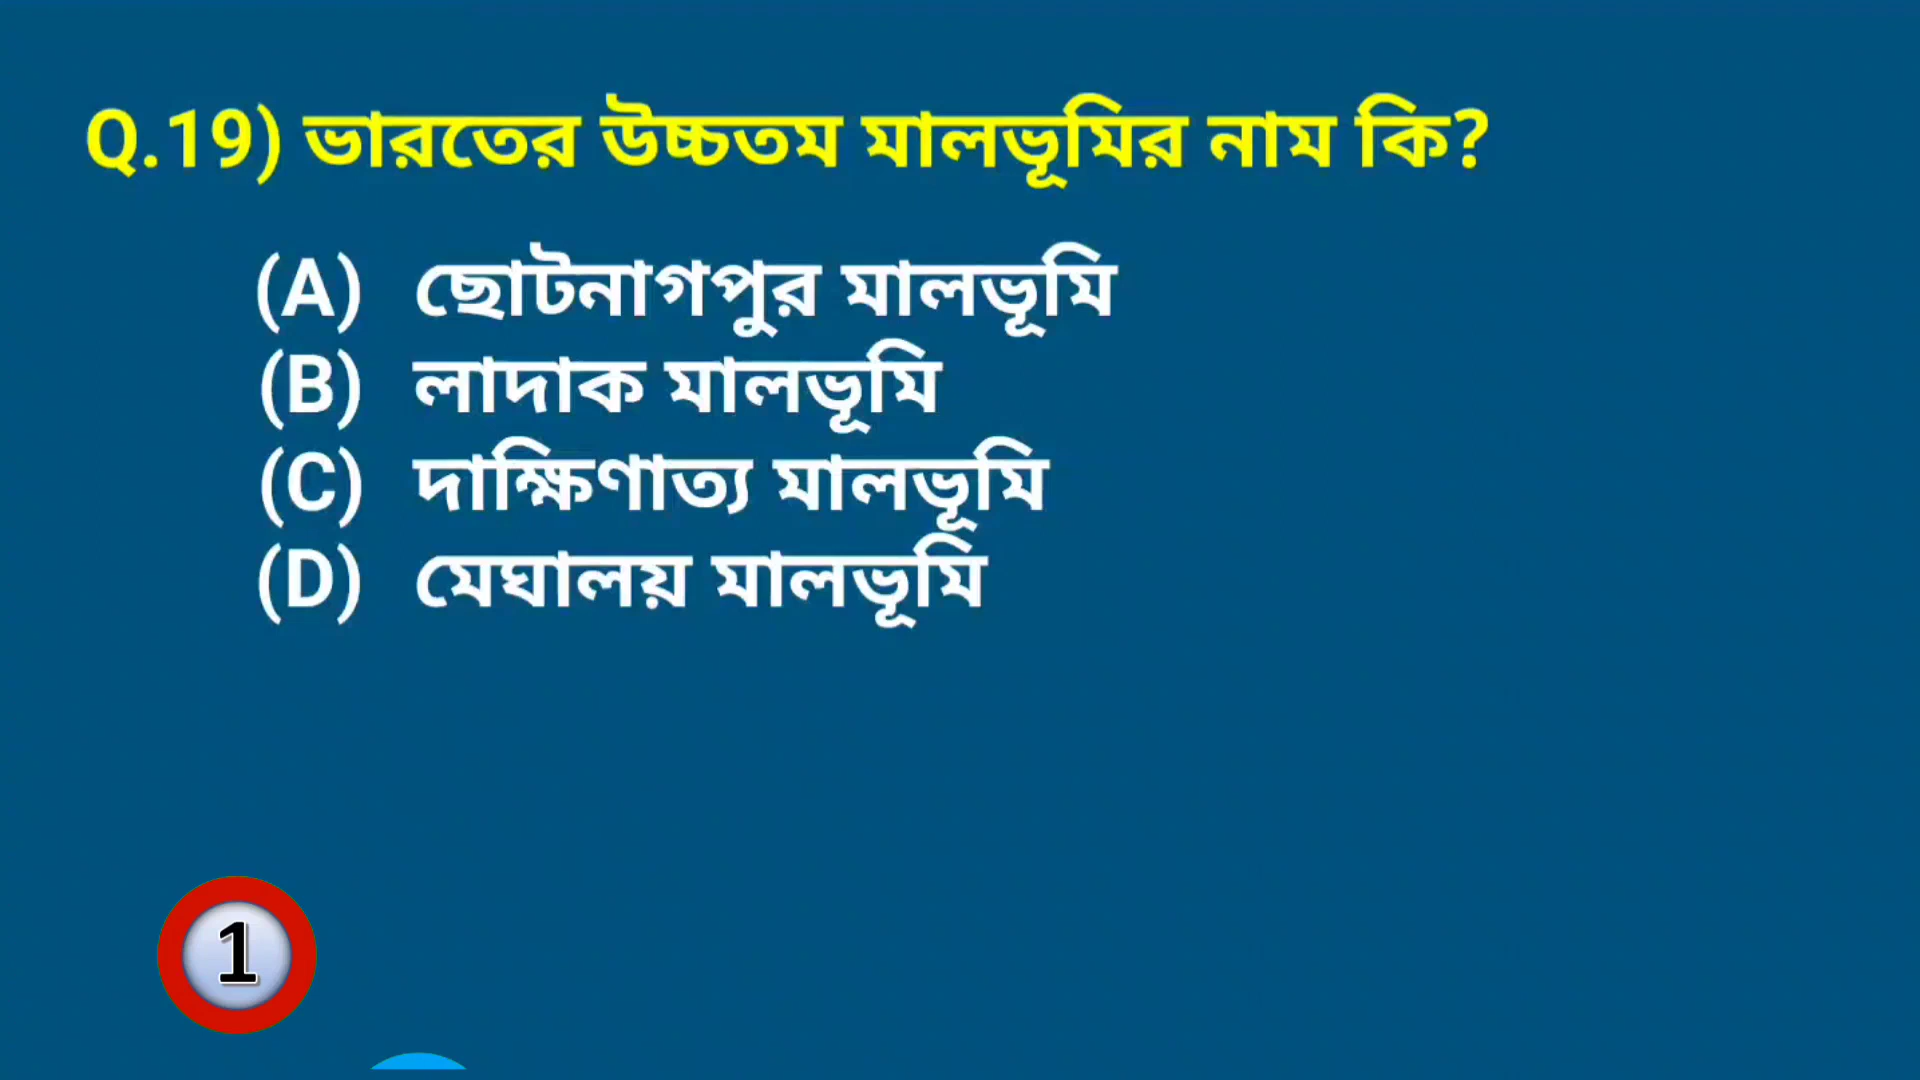 Q.19) ভারতের উচ্চতম মালভূমির নাম কি?
(A) ছোটনাগপুর মালভূমি
(B) লাদাক মালভূমি
(C) দাক্ষিণাত্য মালভূমি
(D) মেঘালয় মালভূমি
1